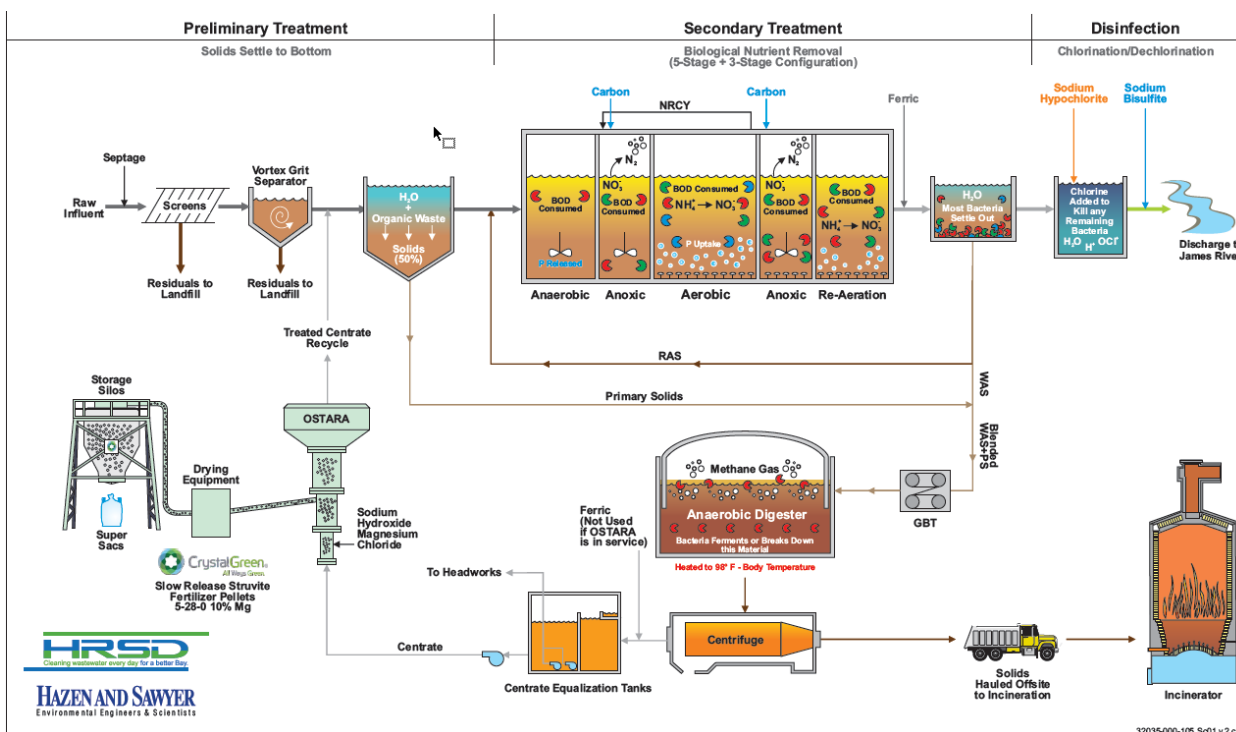 Preliminary Treatment
Secondary Treatment
Disinfection
Solids Settle to Bottom
Biological Nutrient Removal
(5-Stage + 3-Stage Configuration)
Chlorination/Dechlorination
Carbon
NRCY
Carbon
Ferric
Sodium
Hypochlorite
Sodium
Bisulfite
Septage
Raw
Influent
Screens
Vortex Grit
Separator
H2O
+
Organic Waste
Solids
(50%)
Residuals to
Landfill
Residuals to
Landfill
BOD
Consumed
P Released
N2
NO3-
BOD
Consumed
BOD Consumed
NH4+ → NO3-
P Uptake
N2
NO3-
BOD
Consumed
BOD
Consumed
NH4+ → NO3-
Anaerobic
Anoxic
Aerobic
Anoxic
Re-Aeration
H2O
Most Bacteria
Settle Out
Chlorine
Added to
Kill any
Remaining
Bacteria
H2O H+ OCl-
Discharge t
James Rive
Treated Centrate
Recycle
RAS
WAS
Primary Solids
Blended
WAS+PS
Storage
Silos
OSTARA
Drying
Equipment
Super
Sacs
Sodium
Hydroxide
Magnesium
Chloride
CrystalGreen®
All Ways Green.
Slow Release Struvite
Fertilizer Pellets
5-28-0 10% Mg
Methane Gas
Anaerobic Digester
Bacteria Ferments or Breaks Down
this Material
Heated to 98° F - Body Temperature
GBT
Ferric
(Not Used
if OSTARA
is in service)
To Headworks
Centrate
Centrate Equalization Tanks
Centrifuge
Solids
Hauled Offsite
to Incineration
Incinerator
HRSD
Cleaning wastewater every day for a better Bay.
HAZEN AND SAWYER
Environmental Engineers & Scientists